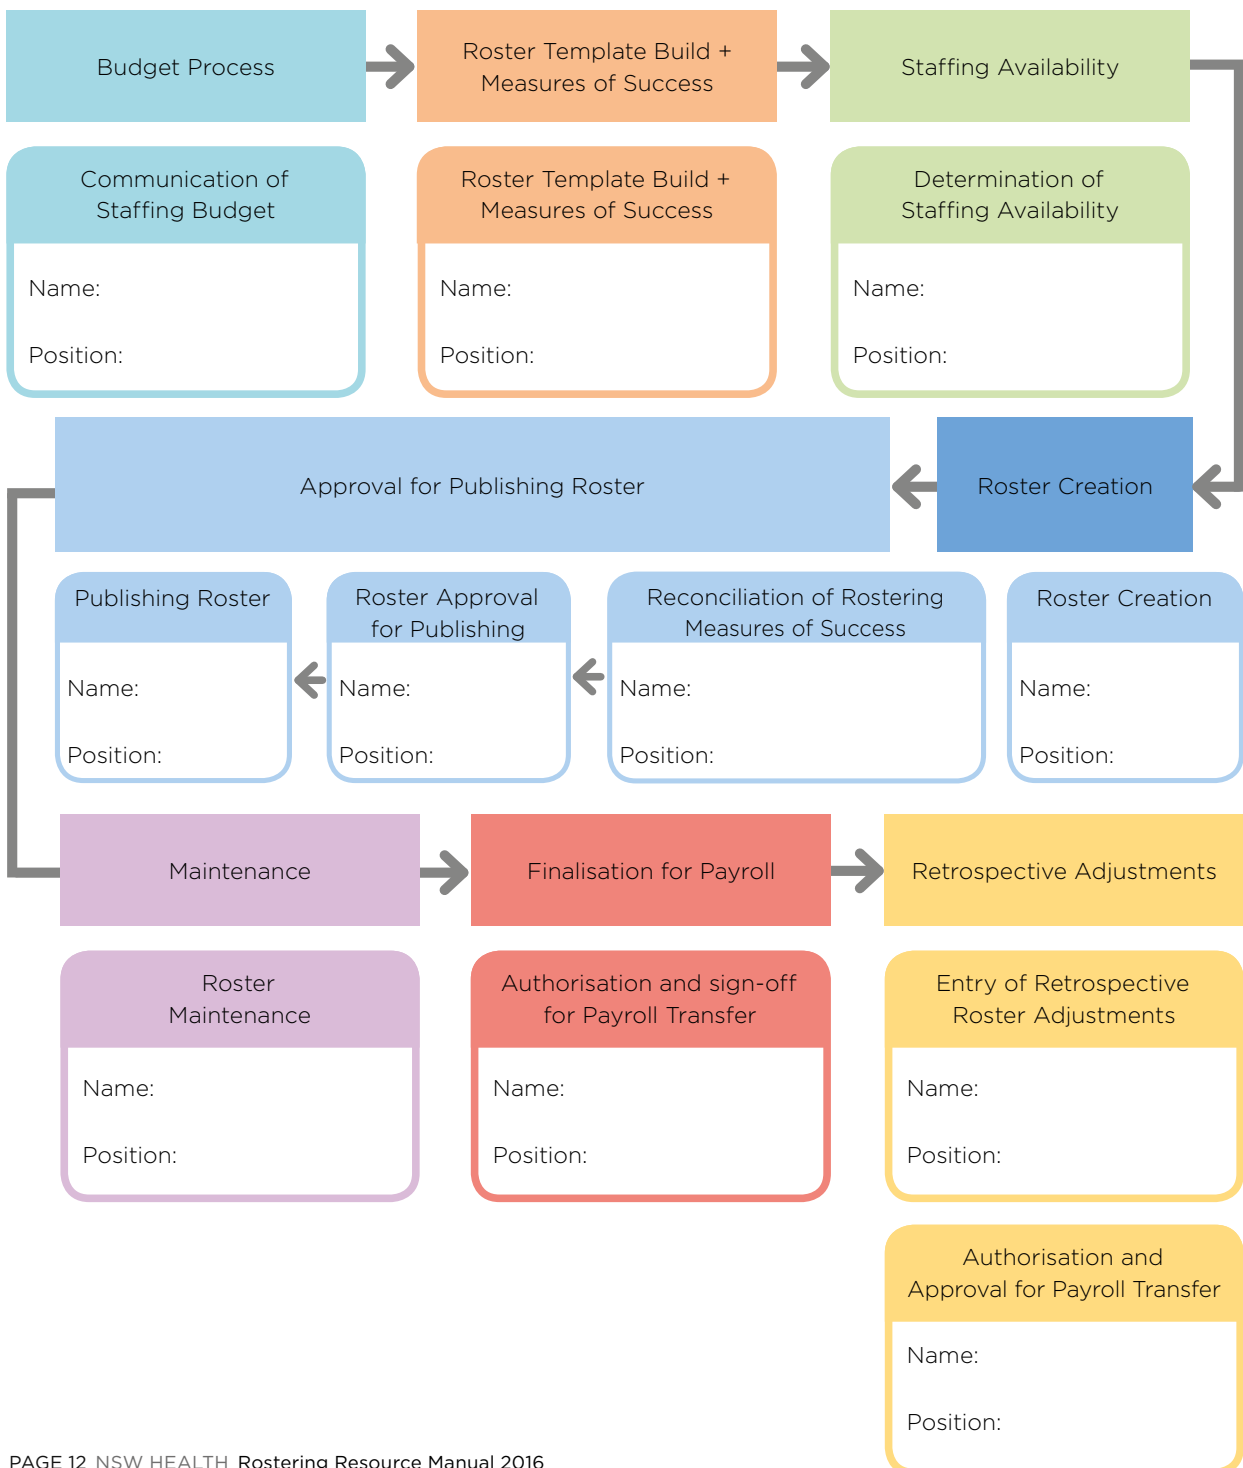 Budget Process
Roster Template Build +
Measures of Success
Staffing Availability
Communication of
Staffing Budget
Name:
Position:
Roster Template Build +
Measures of Success
Name:
Position:
Determination of
Staffing Availability
Name:
Position:
Approval for Publishing Roster
Roster Creation
Publishing Roster
Name:
Position:
Roster Approval
for Publishing
Name:
Position:
Reconciliation of Rostering
Measures of Success
Name:
Position:
Roster Creation
Name:
Position:
Maintenance
Finalisation for Payroll
Retrospective Adjustments
Roster
Maintenance
Name:
Position:
Authorisation and sign-off
for Payroll Transfer
Name:
Position:
Entry of Retrospective
Roster Adjustments
Name:
Position:
Authorisation and
Approval for Payroll Transfer
Name:
Position:
PAGE 12 NSW HEALTH Rostering Resource Manual 2016